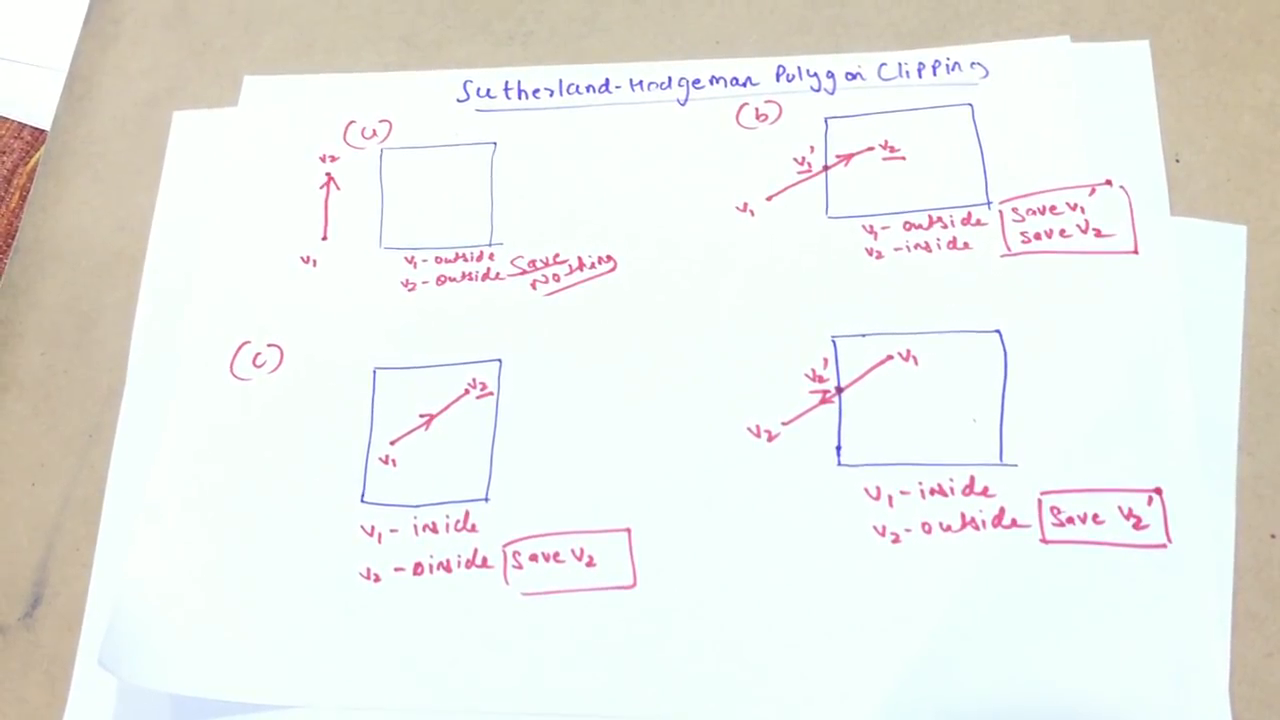 Sutherland-Hodgeman Polygon Clipping
(a)
v2
v1
v1-outside
v2-outside
Save
Nothing
(b)
v1'
v2
v1
v1-outside
v2-inside
Save v1'
Save v2
(c)
v2
v1
v1-inside
v2-inside
Save v2
v1
v2'
v2
v1-inside
v2-outside
Save v2'